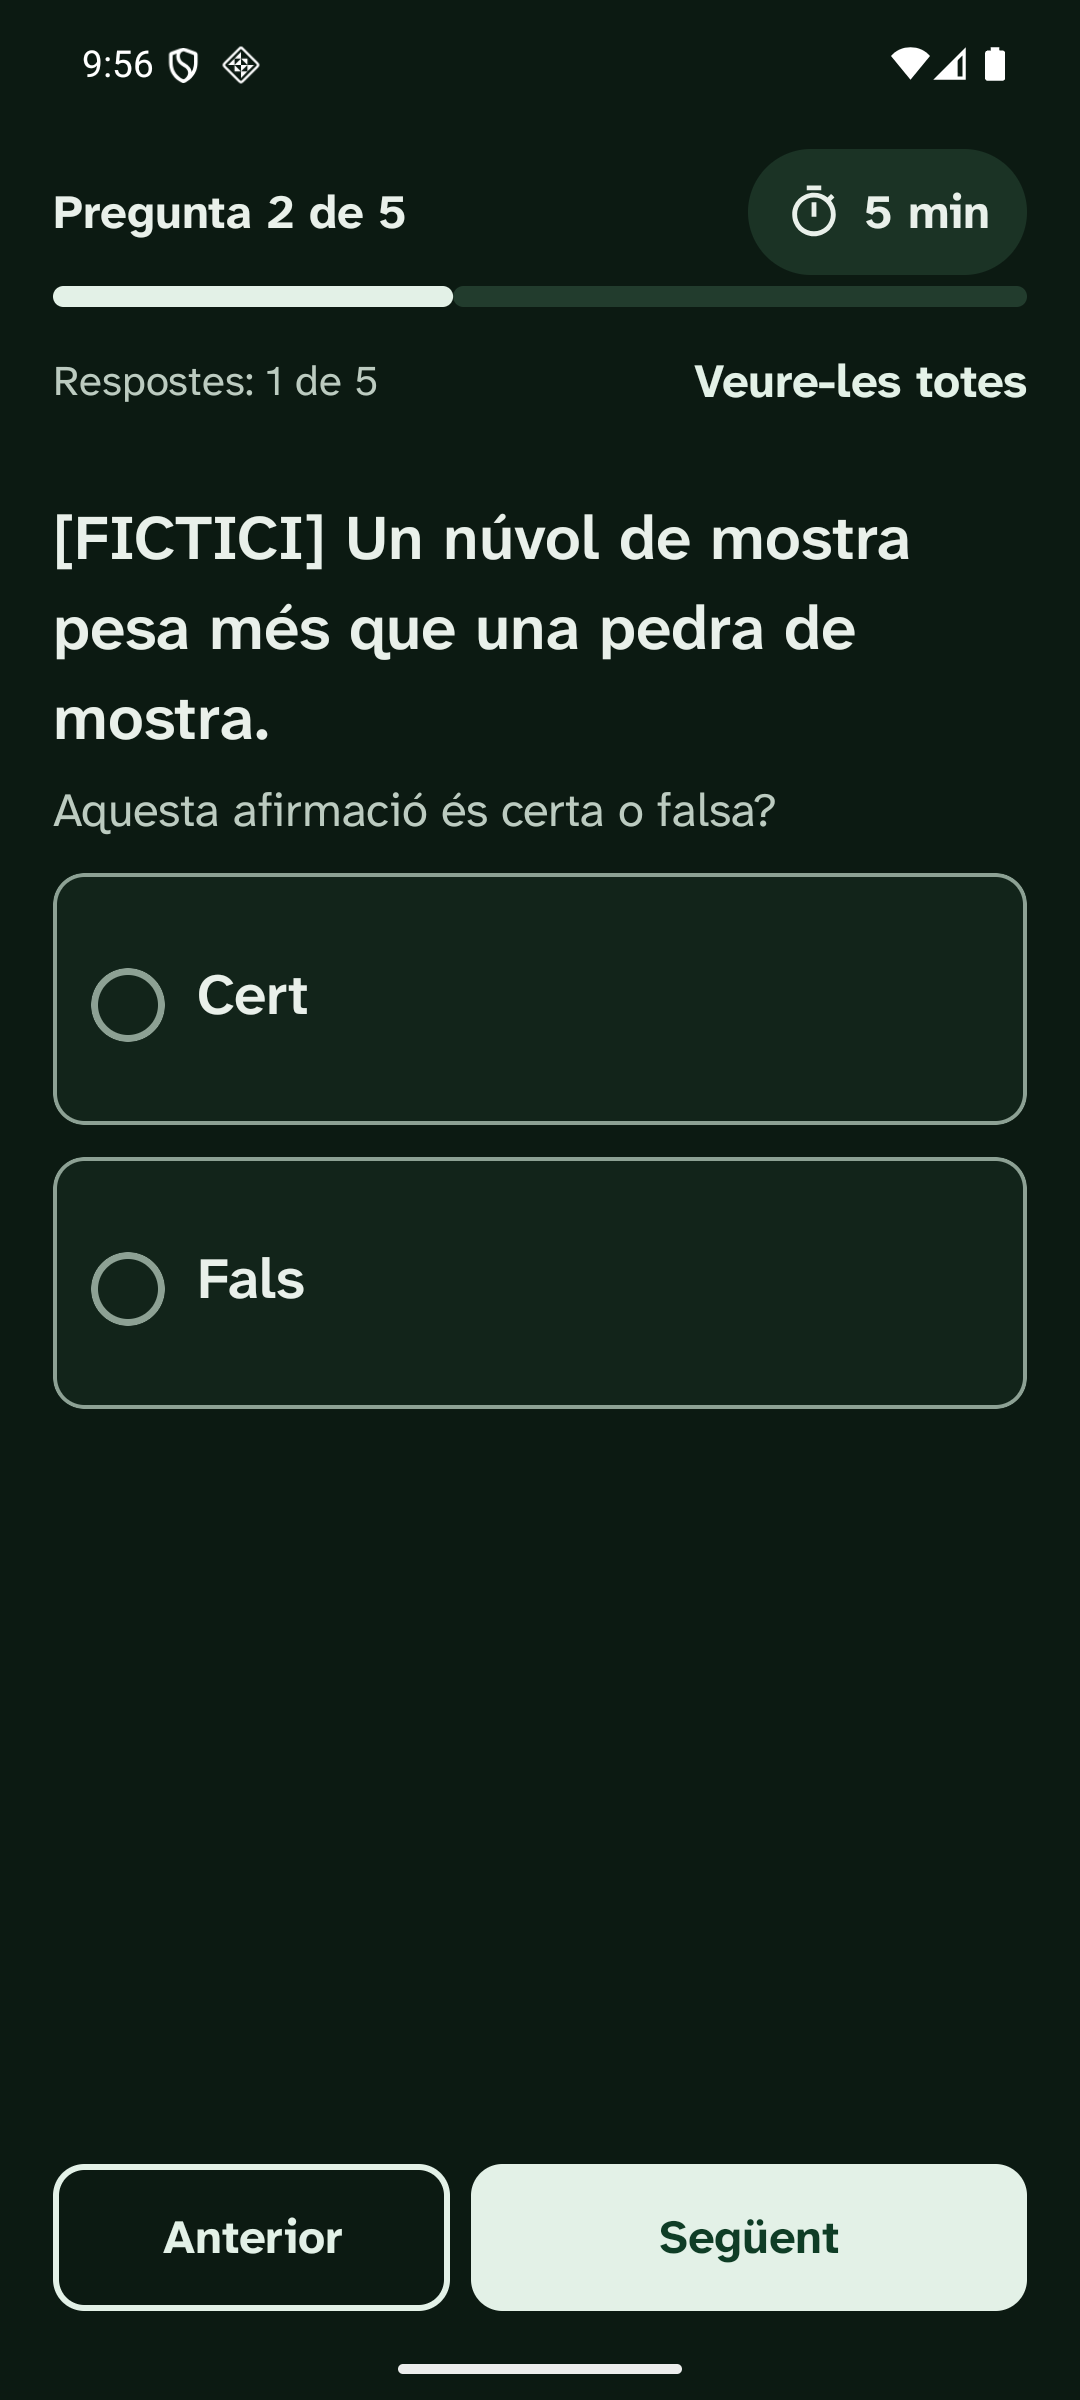 9:56
Pregunta 2 de 5
5 min
Respostes: 1 de 5
Veure-les totes
[FICTICI] Un núvol de mostra
pesa més que una pedra de
mostra.
Aquesta afirmació és certa o falsa?
Cert
Fals
Anterior
Següent